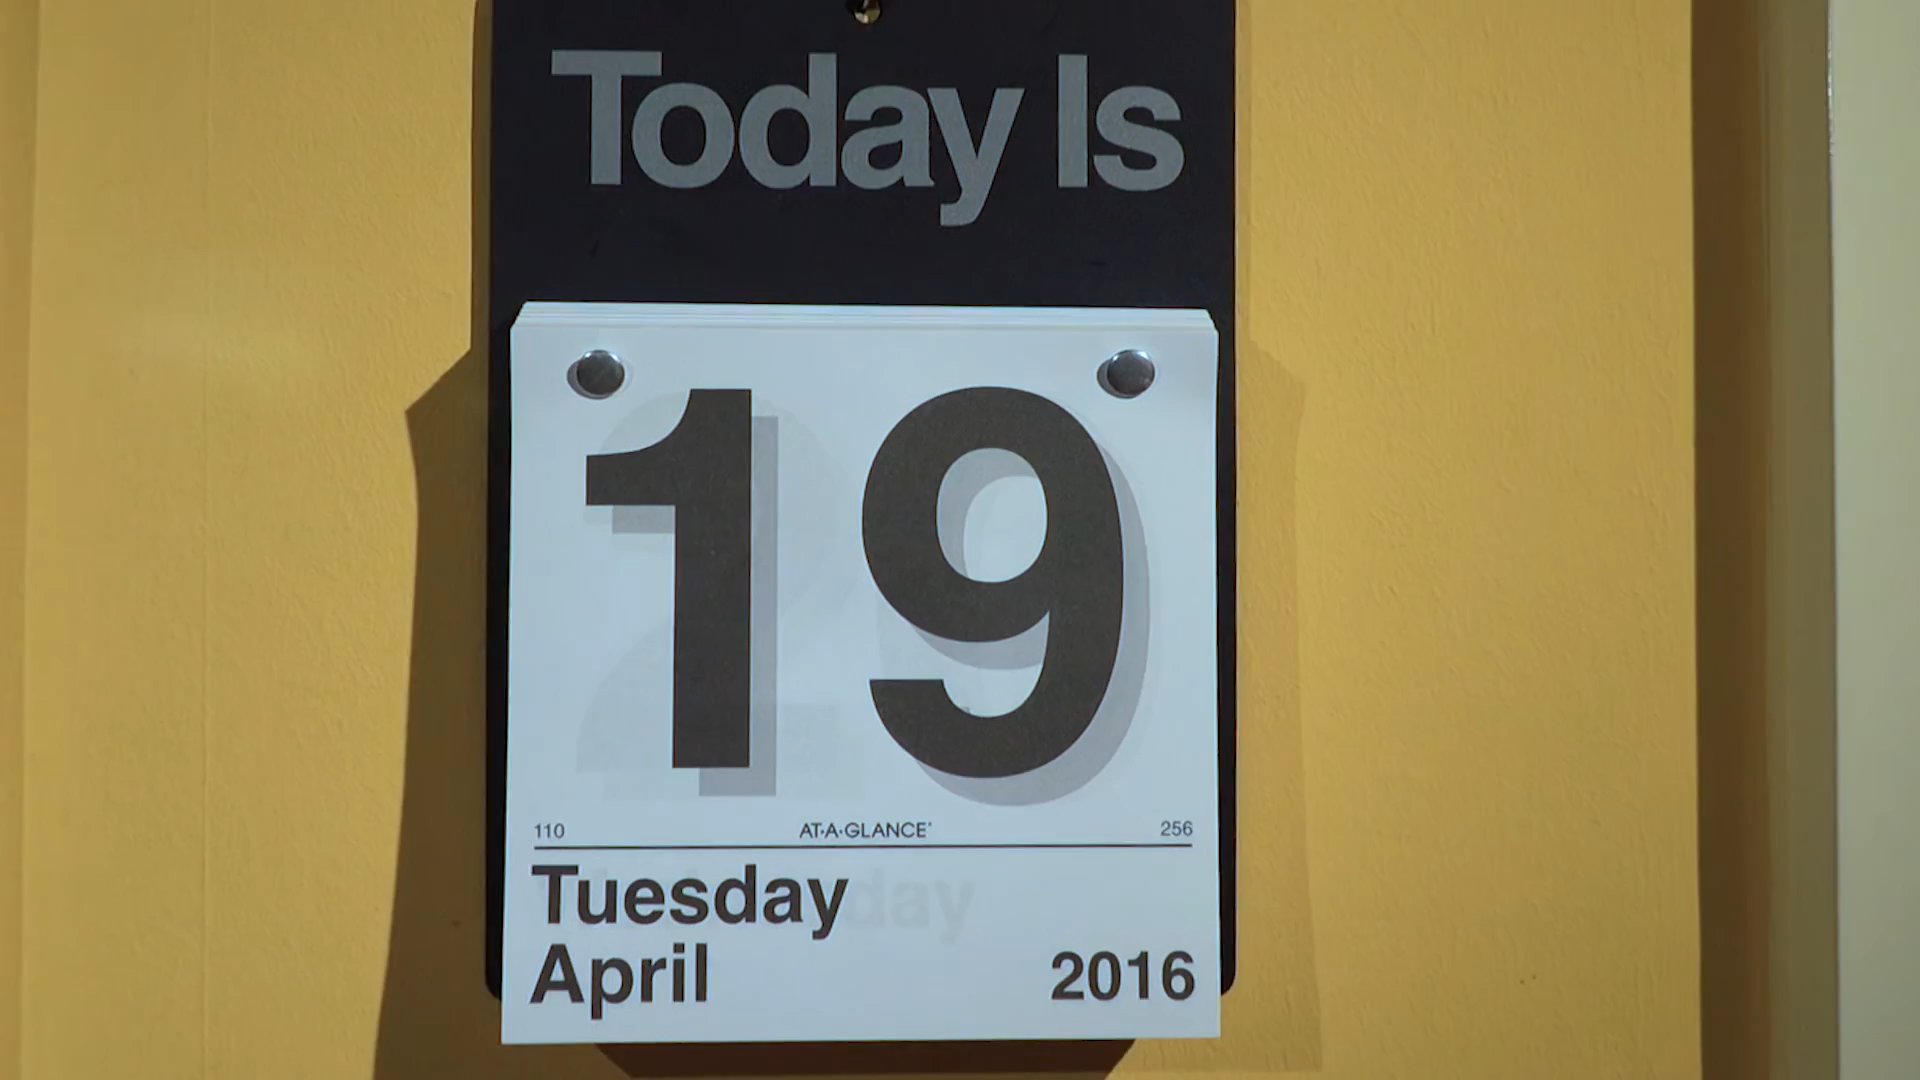 Today Is
19
110 AT-A-GLANCE® 256
Tuesday
April 2016